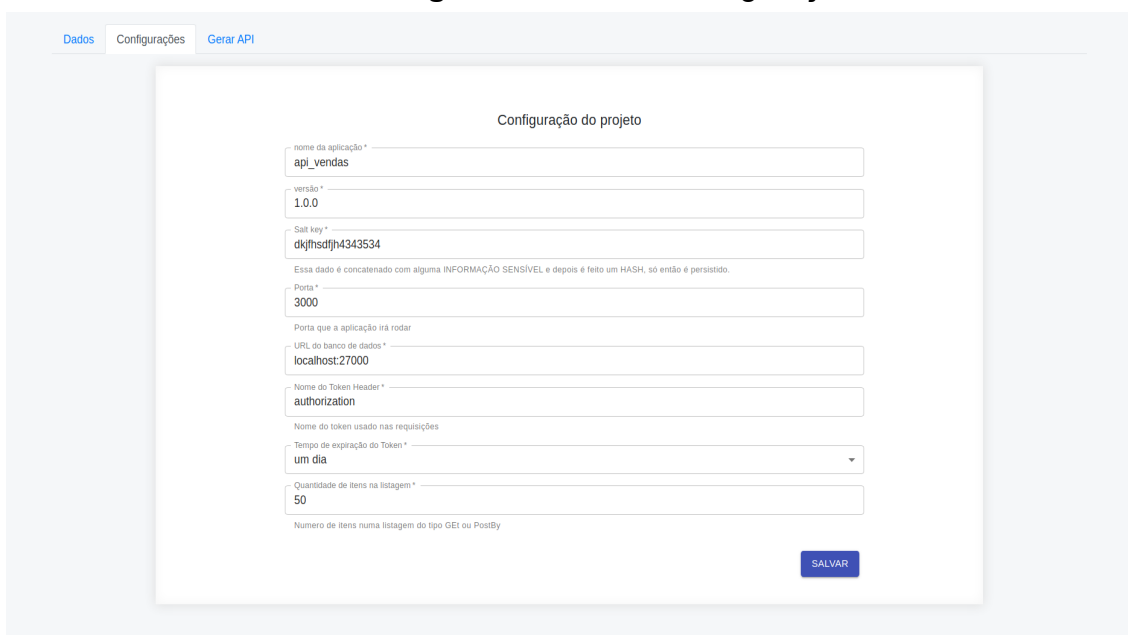 Dados Configurações Gerar API
Configuração do projeto
nome da aplicação *
api_vendas
versão *
1.0.0
Salt key *
dkjfhsdfjh4343534
Essa dado é concatenado com alguma INFORMAÇÃO SENSÍVEL e depois é feito um HASH, só então é persistido.
Porta *
3000
Porta que a aplicação irá rodar
URL do banco de dados *
localhost:27000
Nome do Token Header *
authorization
Nome do token usado nas requisições
Tempo de expiração do Token *
um dia
Quantidade de itens na listagem *
50
Numero de itens numa listagem do tipo GEt ou PostBy
SALVAR